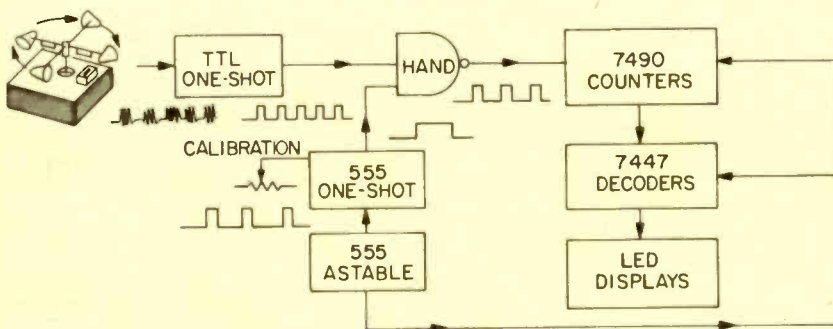 TTL
ONE-SHOT
HAND
7490
COUNTERS
CALIBRATION
555
ONE-SHOT
7447
DECODERS
555
ASTABLE
LED
DISPLAYS